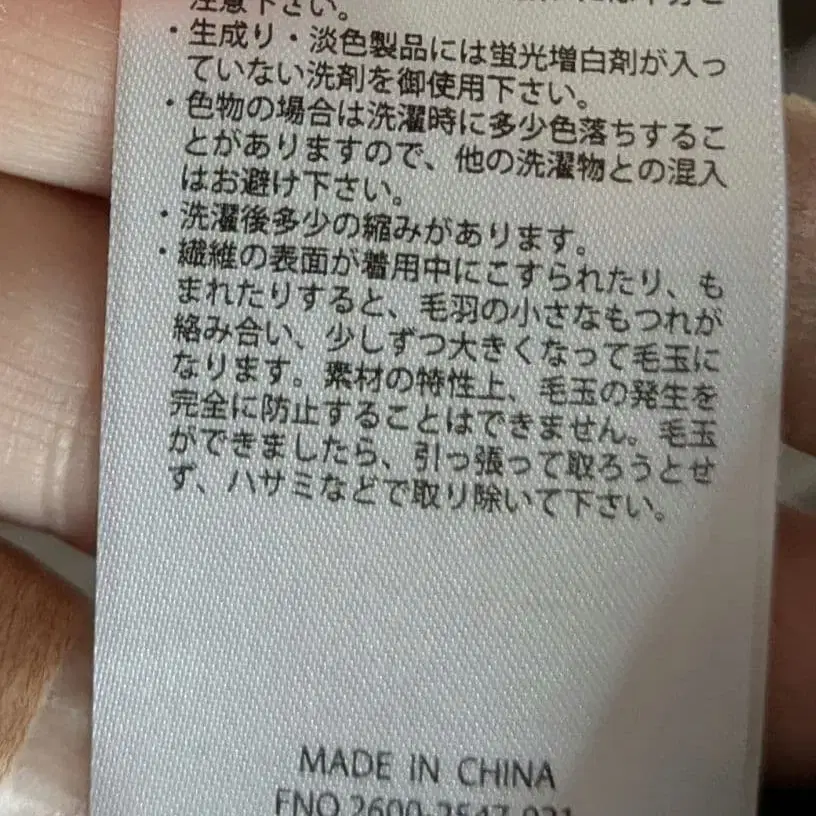 注意下さい。
・生成り・淡色製品には蛍光増白剤が入っ
ていない洗剤を御使用下さい。
・色物の場合は洗濯時に多少色落ちするこ
とがありますので、他の洗濯物との混入
はお避け下さい。
・洗濯後多少の縮みがあります。
・繊維の表面が着用中にこすられたり、も
まれたりすると、毛羽の小さなもつれが
絡み合い、少しずつ大きくなって毛玉に
なります。素材の特性上、毛玉の発生を
完全に防止することはできません。毛玉
ができましたら、引っ張って取ろうとせ
ず、ハサミなどで取り除いて下さい。
MADE IN CHINA
FNO.2600-2547-021